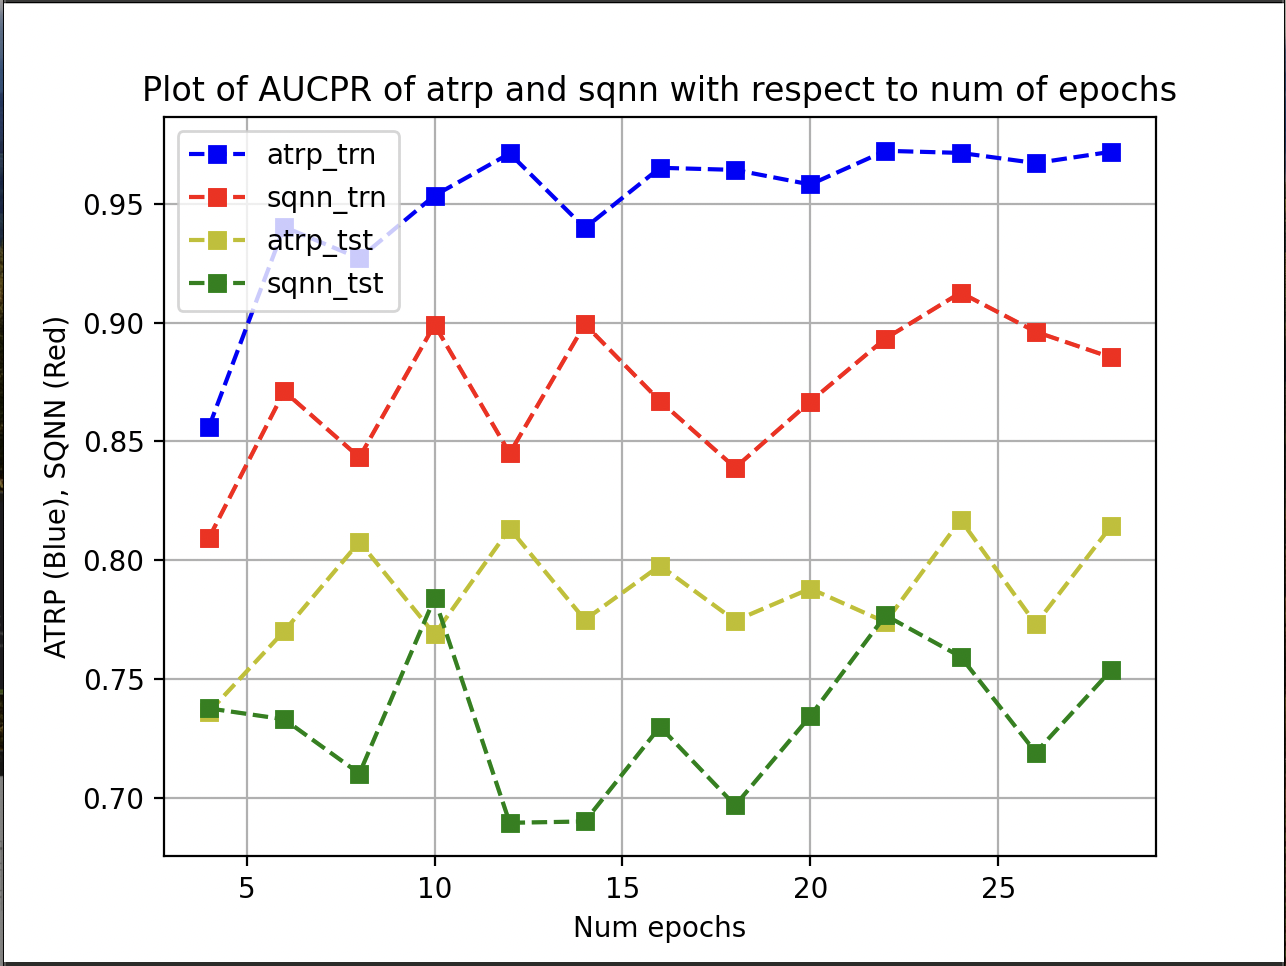 Plot of AUCPR of atrp and sqnn with respect to num of epochs
atrp_trn
sqnn_trn
atrp_tst
sqnn_tst
0.95
0.90
0.85
0.80
0.75
0.70
ATRP (Blue), SQNN (Red)
5 10 15 20 25
Num epochs